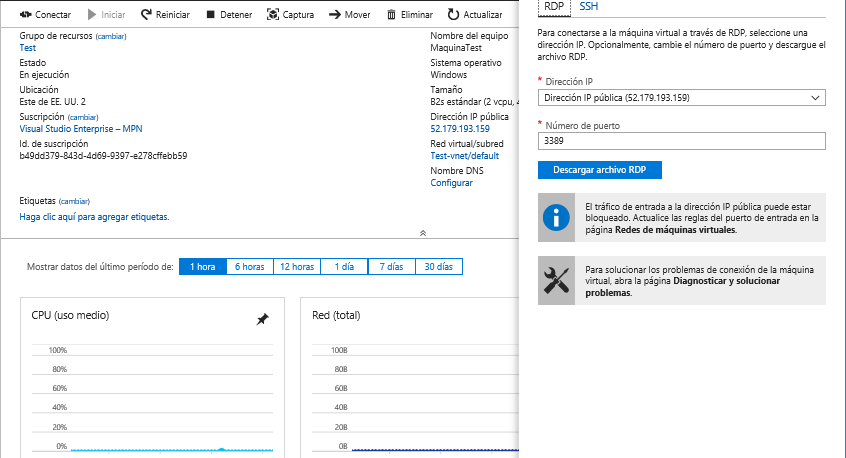 Conectar Iniciar Reiniciar Detener Captura Mover Eliminar Actualizar
Grupo de recursos (cambiar)
Test
Estado
En ejecución
Ubicación
Este de EE. UU. 2
Suscripción (cambiar)
Visual Studio Enterprise – MPN
Id. de suscripción
b49dd379-843d-4d69-9397-e278cffebb59
Etiquetas (cambiar)
Haga clic aquí para agregar etiquetas.
Nombre del equipo
MaquinaTest
Sistema operativo
Windows
Tamaño
B2s estándar (2 vcpu, 4
Dirección IP pública
52.179.193.159
Red virtual/subred
Test-vnet/default
Nombre DNS
Configurar
Mostrar datos del último período de: 1 hora 6 horas 12 horas 1 día 7 días 30 días
CPU (uso medio)
100%
80%
60%
40%
20%
0%
Red (total)
100B
80B
60B
40B
20B
0B
RDP SSH
Para conectarse a la máquina virtual a través de RDP, seleccione una
dirección IP. Opcionalmente, cambie el número de puerto y descargue el
archivo RDP.
* Dirección IP
Dirección IP pública (52.179.193.159)
* Número de puerto
3389
Descargar archivo RDP
El tráfico de entrada a la dirección IP pública puede estar
bloqueado. Actualice las reglas del puerto de entrada en la
página Redes de máquinas virtuales.
Para solucionar los problemas de conexión de la máquina
virtual, abra la página Diagnosticar y solucionar
problemas.